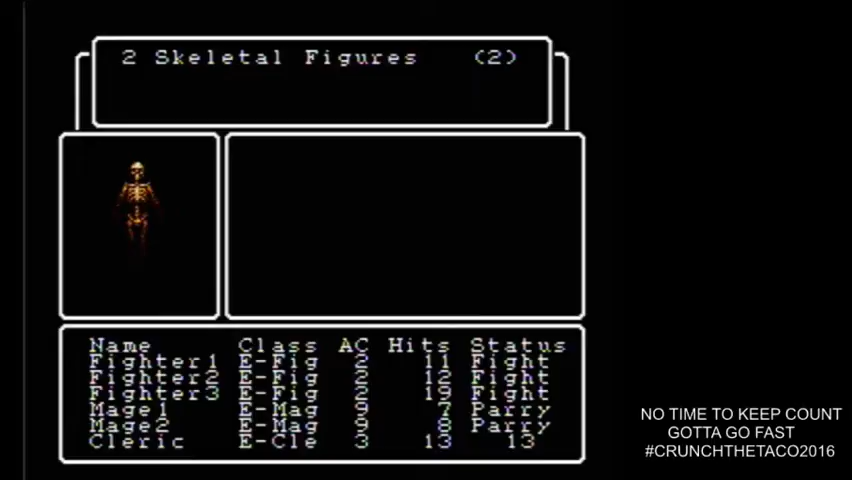 2 Skeletal Figures (2)
Name Class AC Hits Status
Fighter1 E-Fig 2 11 Fight
Fighter2 E-Fig 2 12 Fight
Fighter3 E-Fig 2 19 Fight
Mage1 E-Mag 9 7 Parry
Mage2 E-Mag 9 8 Parry
Cleric E-Cle 3 13 13
NO TIME TO KEEP COUNT
GOTTA GO FAST
#CRUNCHTHETACO2016